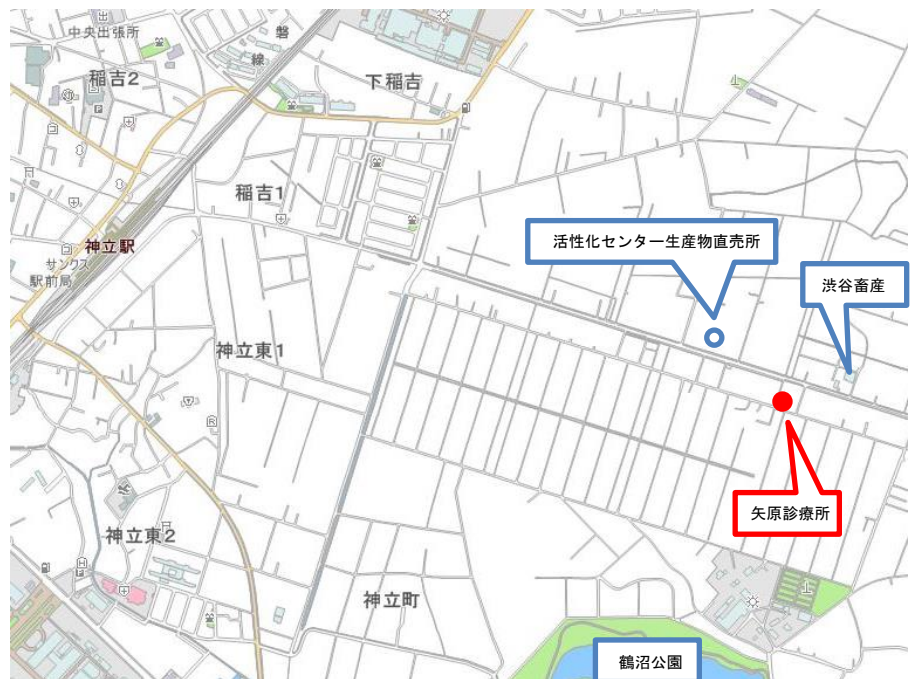 中央出張所
磐
線
稲吉2
下稲吉
稲吉1
神立駅
サンクス
駅前局
活性化センター生産物直売所
渋谷畜産
神立東1
矢原診療所
神立東2
神立町
鶴沼公園